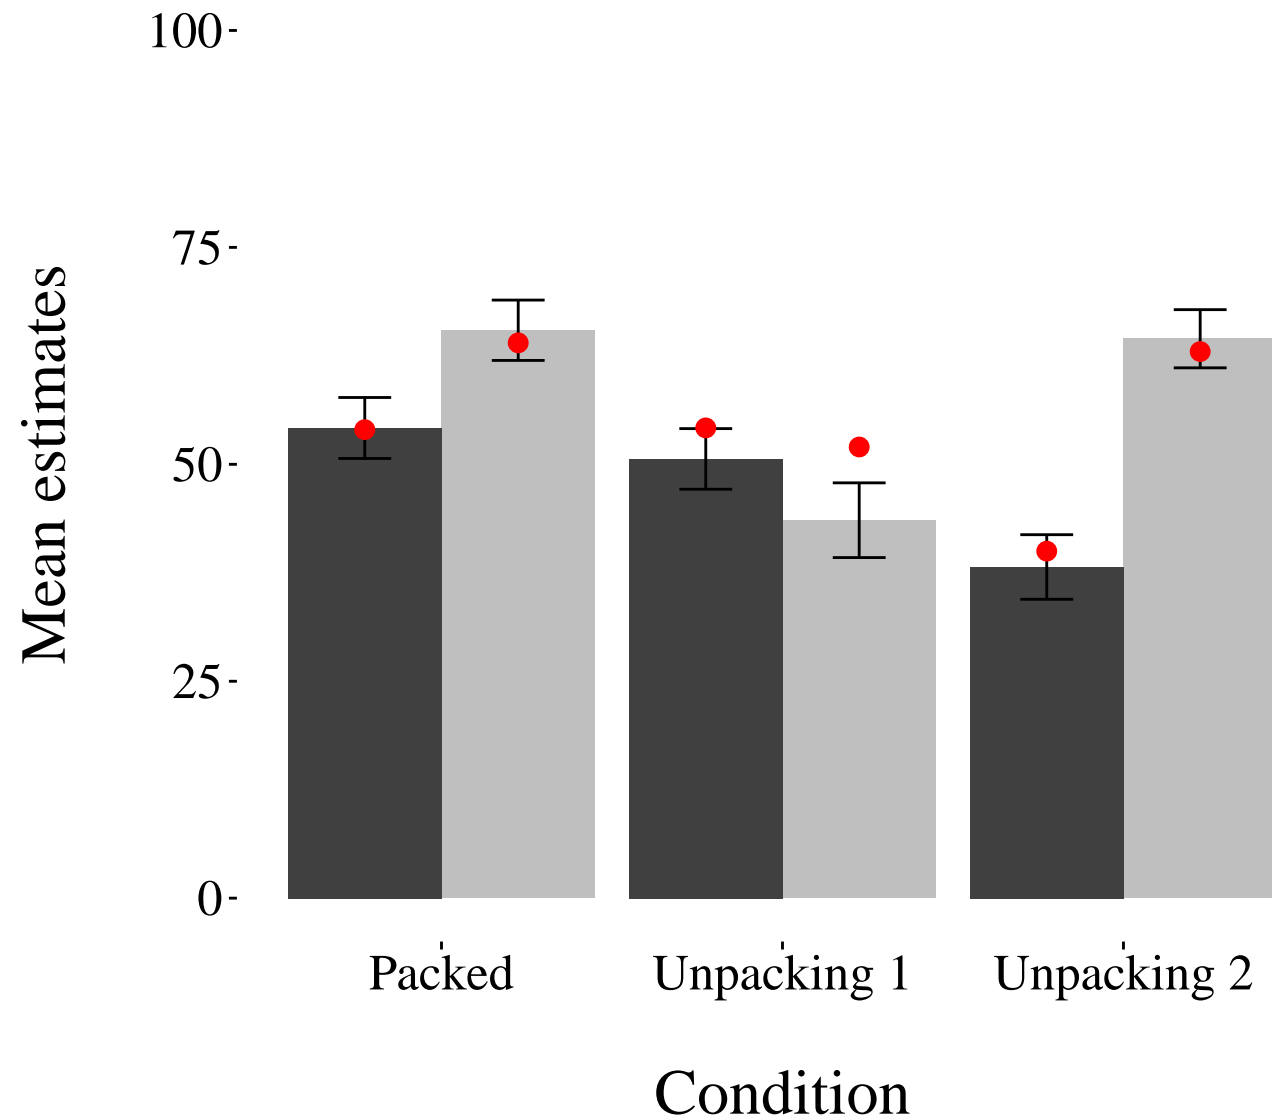 100
75
50
25
0
Mean estimates
Packed
Unpacking 1
Unpacking 2
Condition